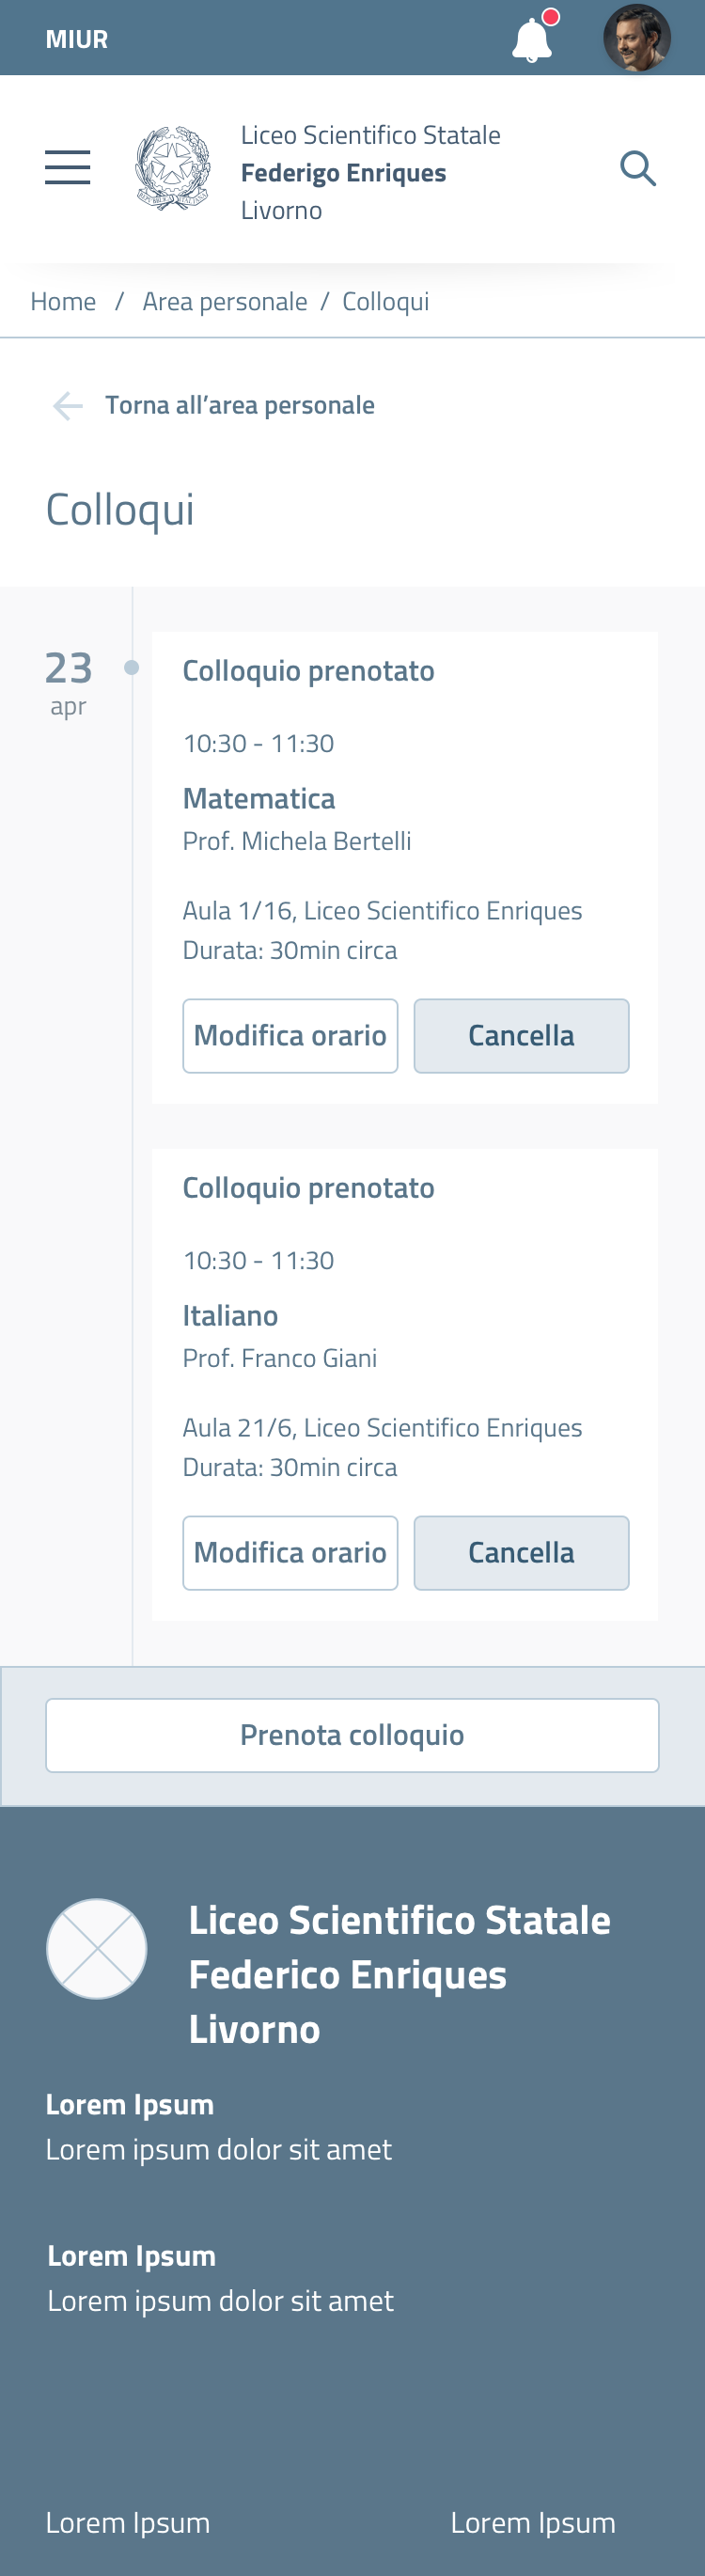 MIUR
Liceo Scientifico Statale
Federigo Enriques
Livorno
REPVBBLICA ITALIANA
Home / Area personale / Colloqui
Torna all’area personale
Colloqui
23
apr
Colloquio prenotato
10:30 - 11:30
Matematica
Prof. Michela Bertelli
Aula 1/16, Liceo Scientifico Enriques
Durata: 30min circa
Modifica orario
Cancella
Colloquio prenotato
10:30 - 11:30
Italiano
Prof. Franco Giani
Aula 21/6, Liceo Scientifico Enriques
Durata: 30min circa
Modifica orario
Cancella
Prenota colloquio
Liceo Scientifico Statale
Federico Enriques
Livorno
Lorem Ipsum
Lorem ipsum dolor sit amet
Lorem Ipsum
Lorem ipsum dolor sit amet
Lorem Ipsum
Lorem Ipsum